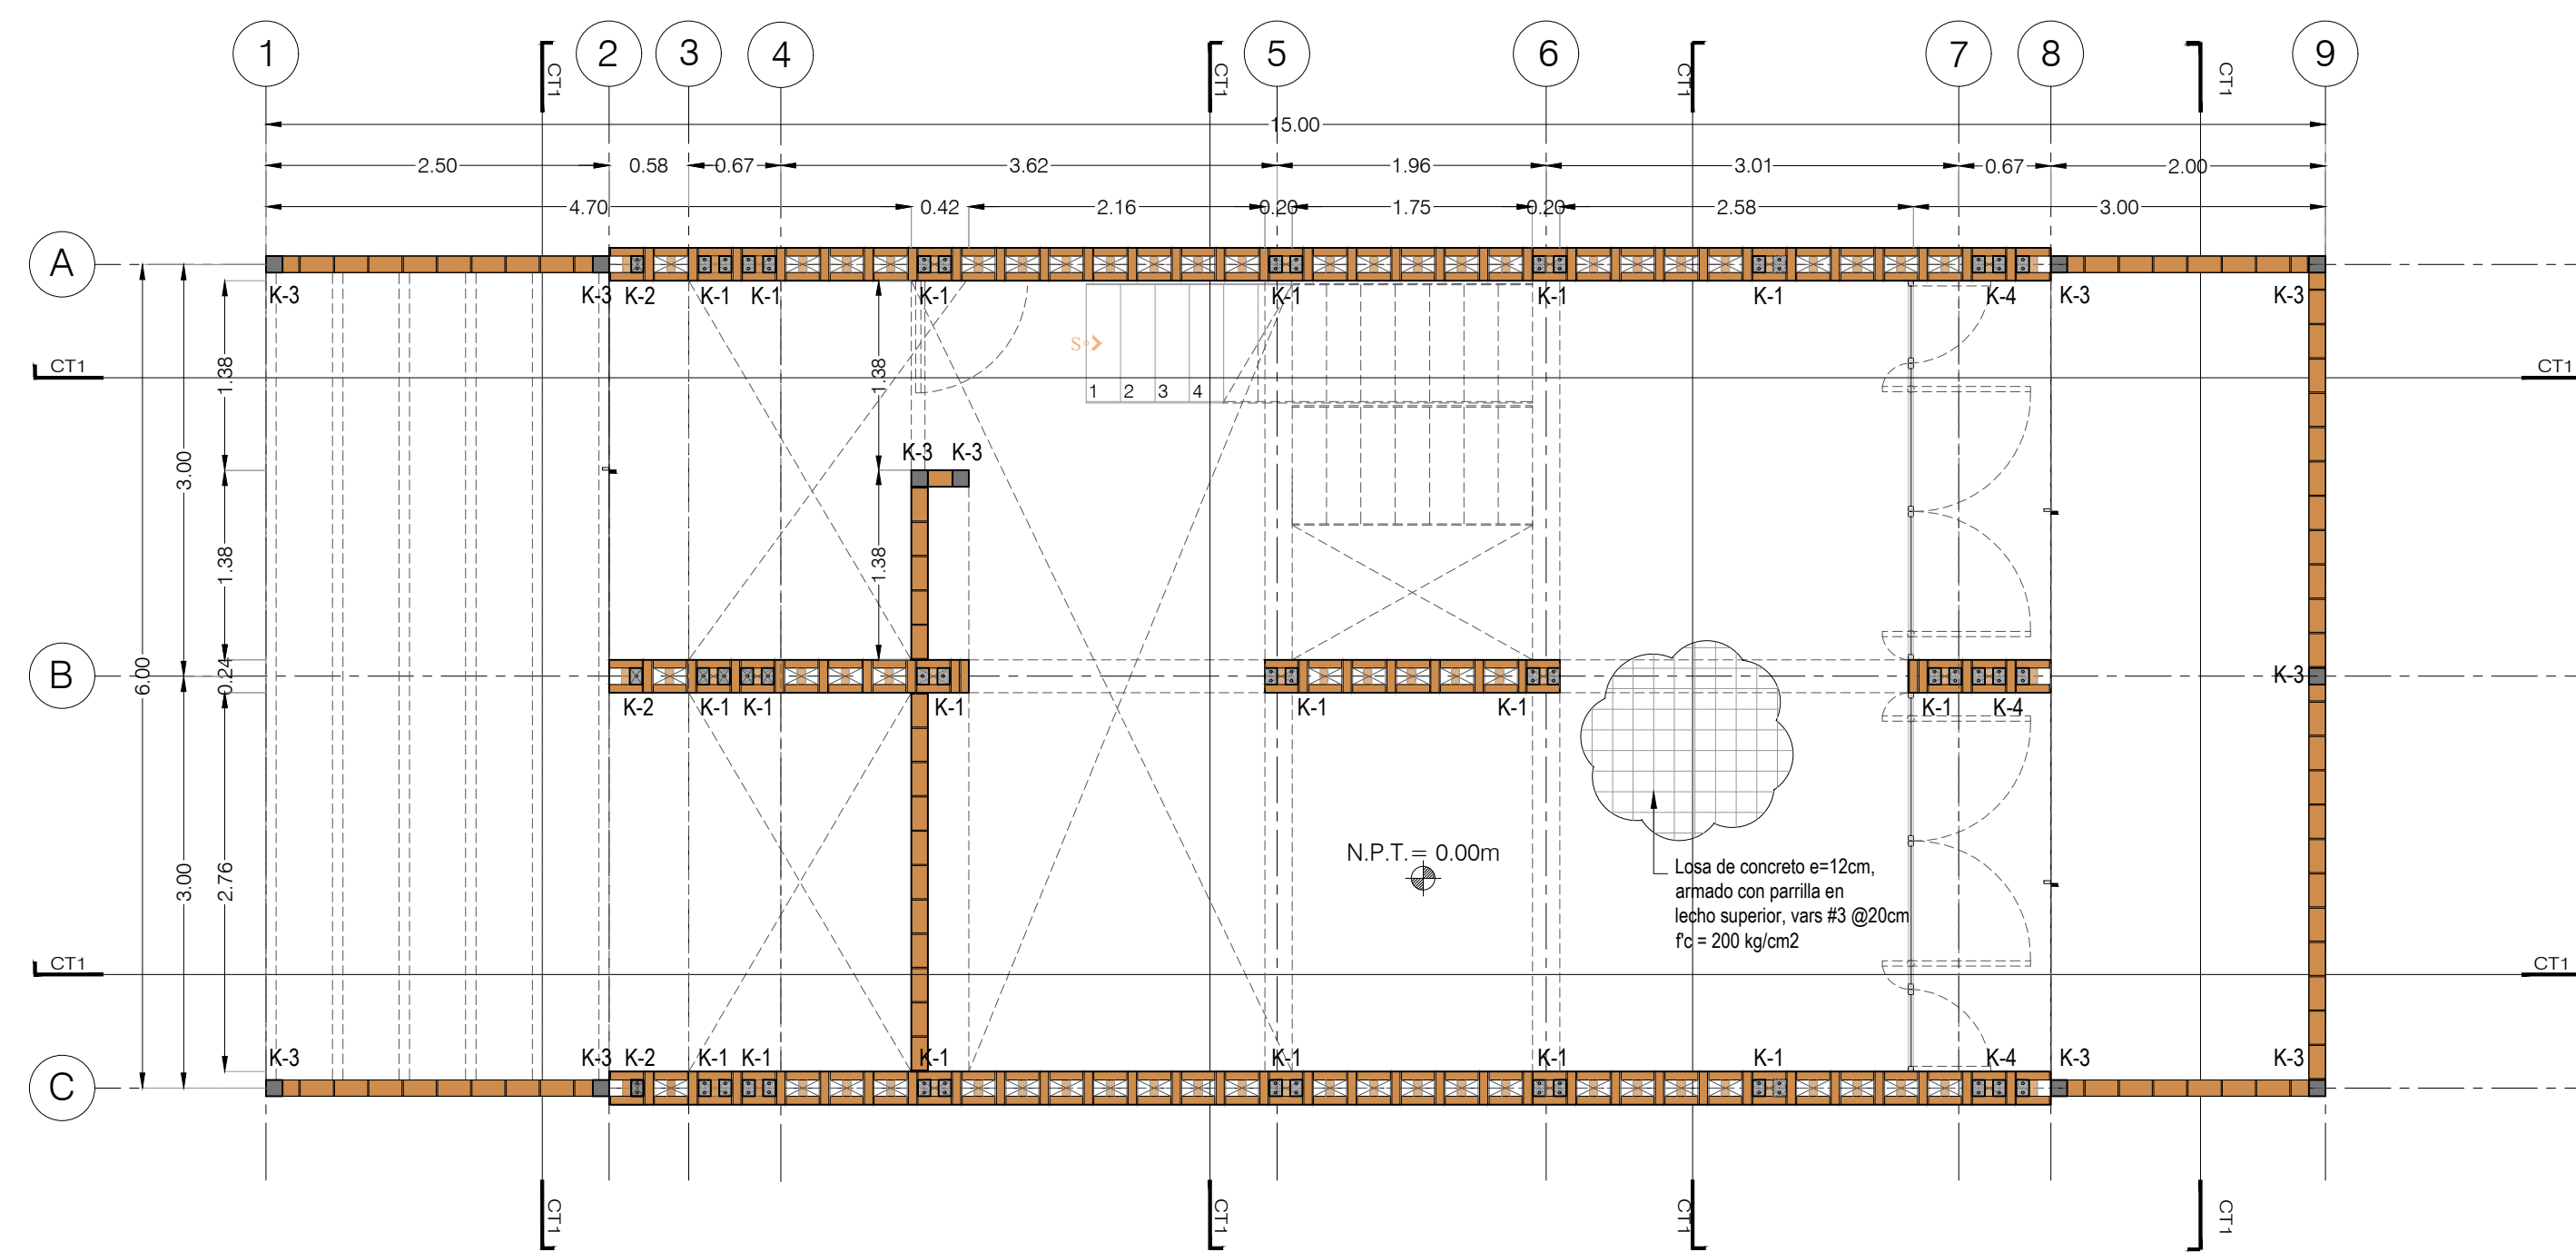 1 2 3 4 5 6 7 8 9
CT1 CT1 CT1 CT1
15.00
2.50 0.58 0.67 3.62 1.96 3.01 0.67 2.00
4.70 0.42 2.16 0.20 1.75 0.20 2.58 3.00
A
K-3 K-3 K-2 K-1 K-1 K-1 K-1 K-1 K-1 K-4 K-3 K-3
CT1 CT1
1.38 1.38
S
1 2 3 4
3.00
K-3 K-3
1.38 1.38
B
6.00
0.24
K-3
K-2 K-1 K-1 K-1 K-1 K-1 K-1 K-4
3.00 2.76
N.P.T.= 0.00m
Losa de concreto e=12cm,
armado con parrilla en
lecho superior, vars #3 @20cm
f'c = 200 kg/cm2
CT1 CT1
K-3 K-3 K-2 K-1 K-1 K-1 K-1 K-1 K-1 K-4 K-3 K-3
C
CT1 CT1 CT1 CT1